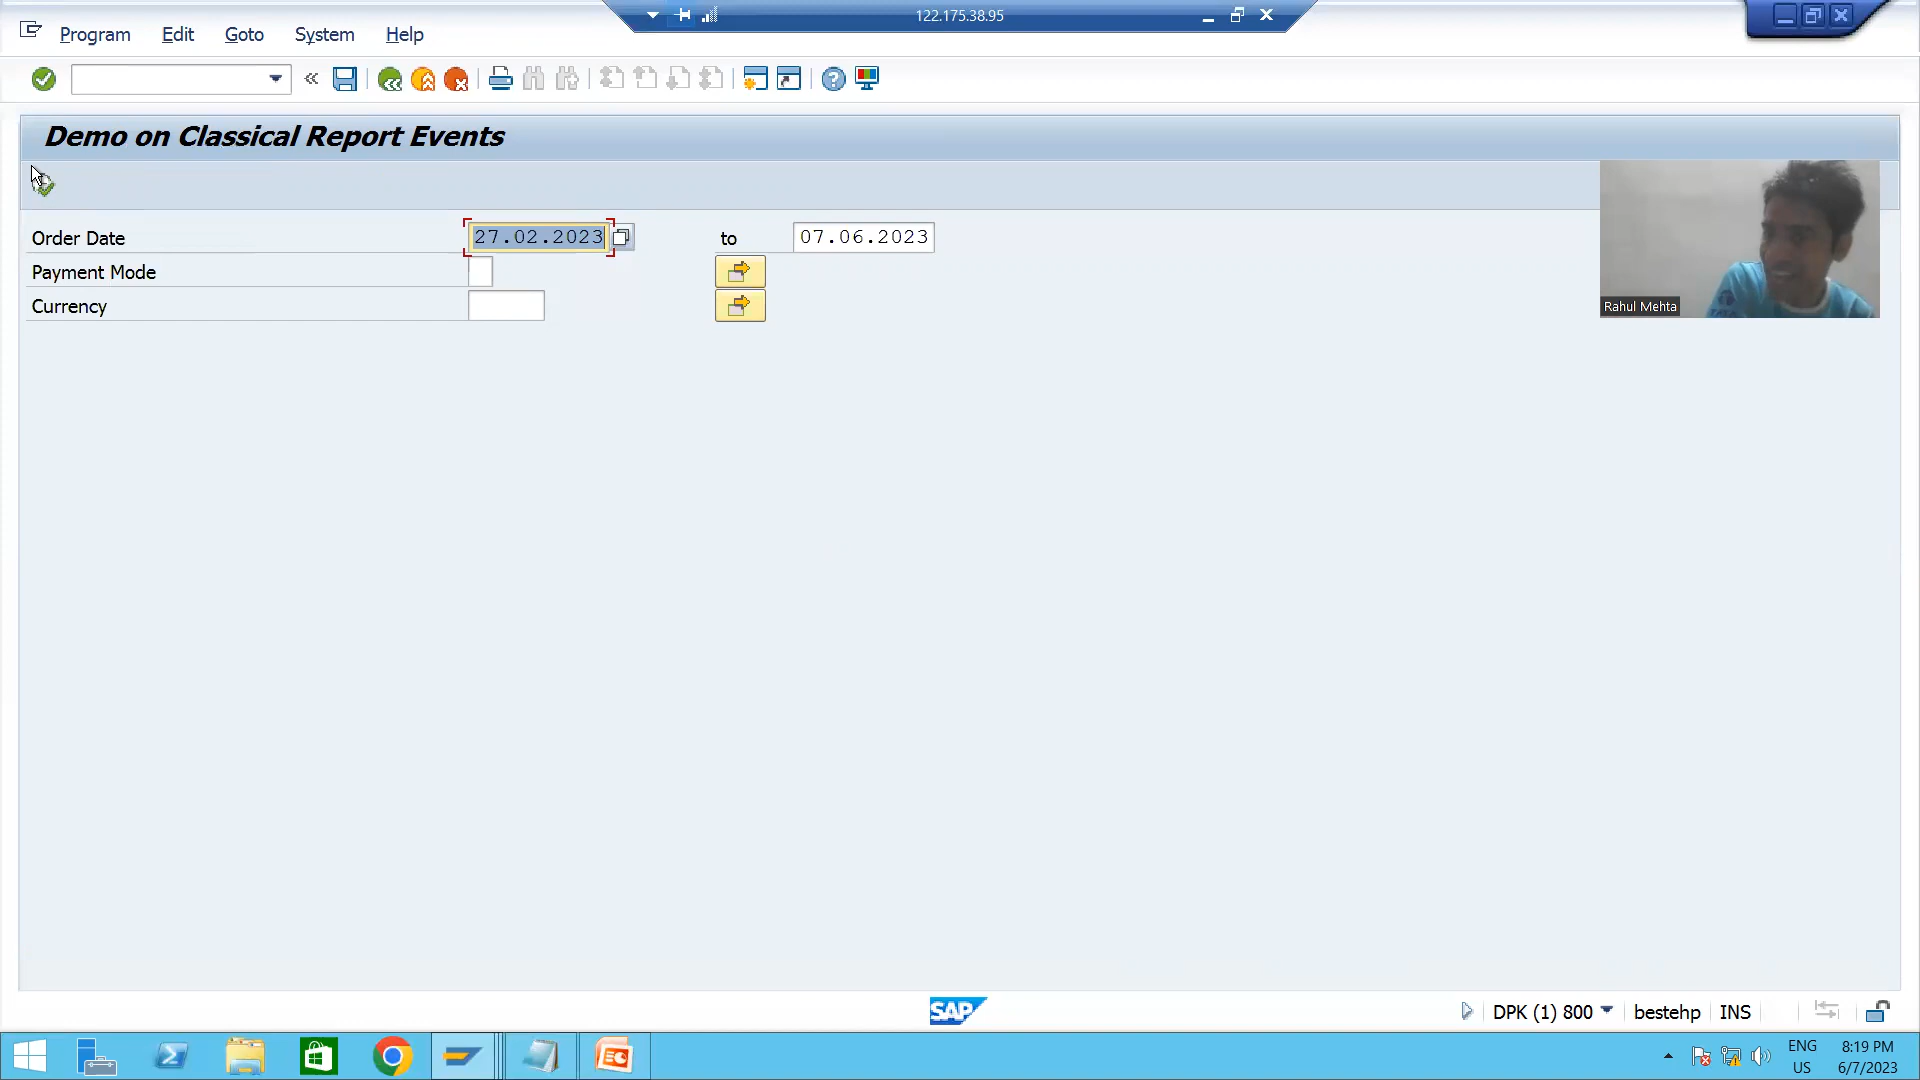 122.175.38.95
Program Edit Goto System Help
Demo on Classical Report Events
Order Date 27.02.2023 to 07.06.2023
Payment Mode
Currency
Rahul Mehta
SAP DPK (1) 800 bestehp INS
ENG 8:19 PM
US 6/7/2023